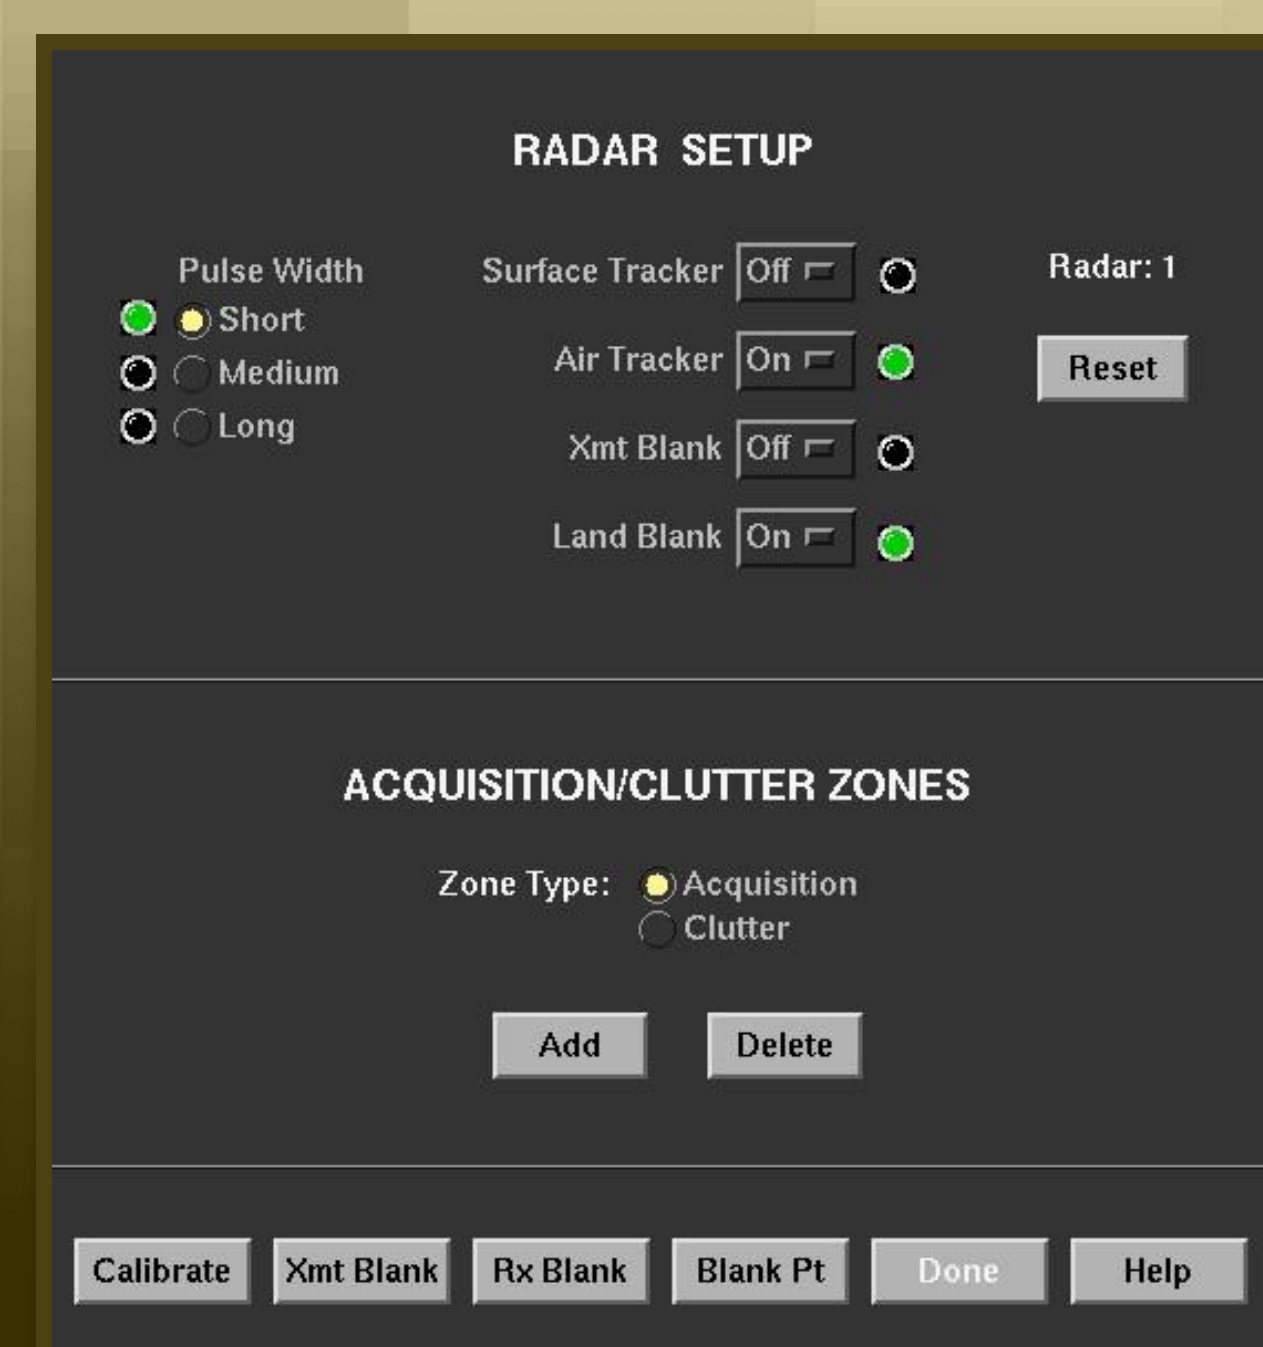 RADAR SETUP
Pulse Width
Short
Medium
Long
Surface Tracker Off
Air Tracker On
Xmt Blank Off
Land Blank On
Radar: 1
Reset
ACQUISITION/CLUTTER ZONES
Zone Type: Acquisition
Clutter
Add Delete
Calibrate Xmt Blank Rx Blank Blank Pt Done Help